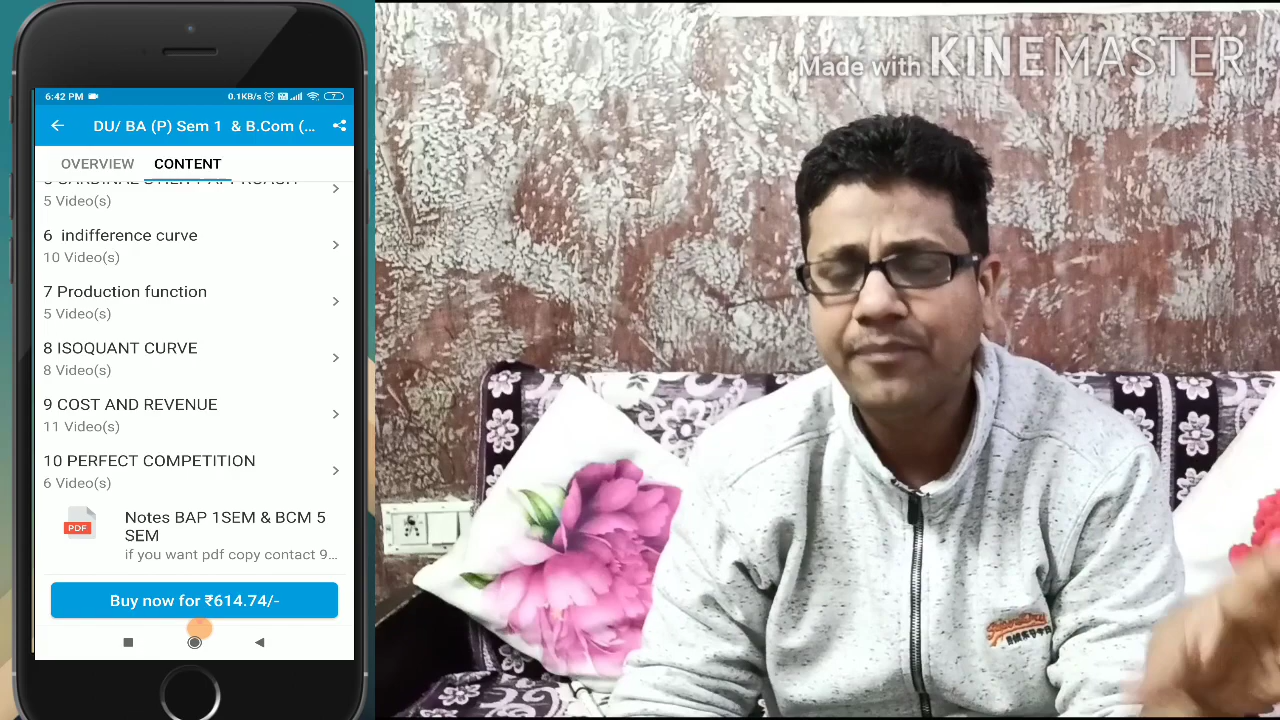 Made with KINEMASTER
6:42 PM
0.1KB/s
7
DU/ BA (P) Sem 1 & B.Com (...
OVERVIEW CONTENT
5 Video(s)
6 indifference curve
10 Video(s)
7 Production function
5 Video(s)
8 ISOQUANT CURVE
8 Video(s)
9 COST AND REVENUE
11 Video(s)
10 PERFECT COMPETITION
6 Video(s)
PDF
Notes BAP 1SEM & BCM 5
SEM
if you want pdf copy contact 9...
Buy now for ₹614.74/-